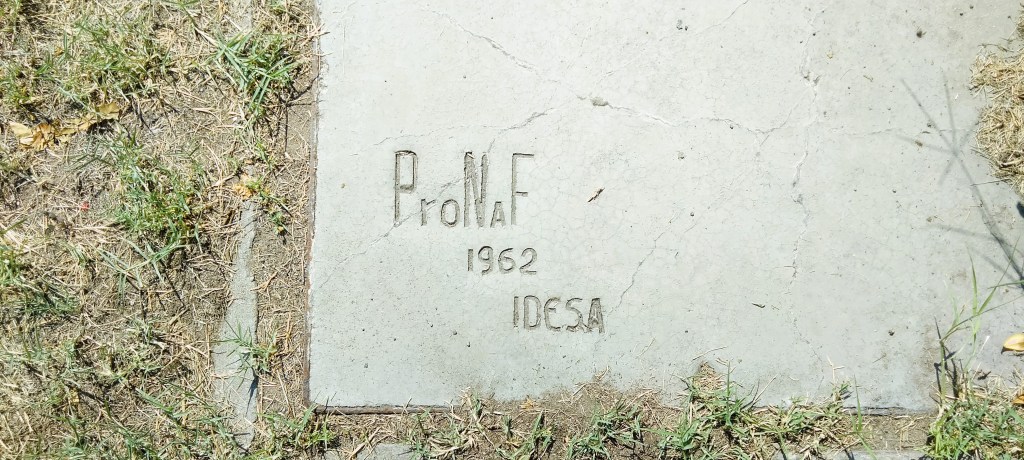 ProNaF
1962
IDESA